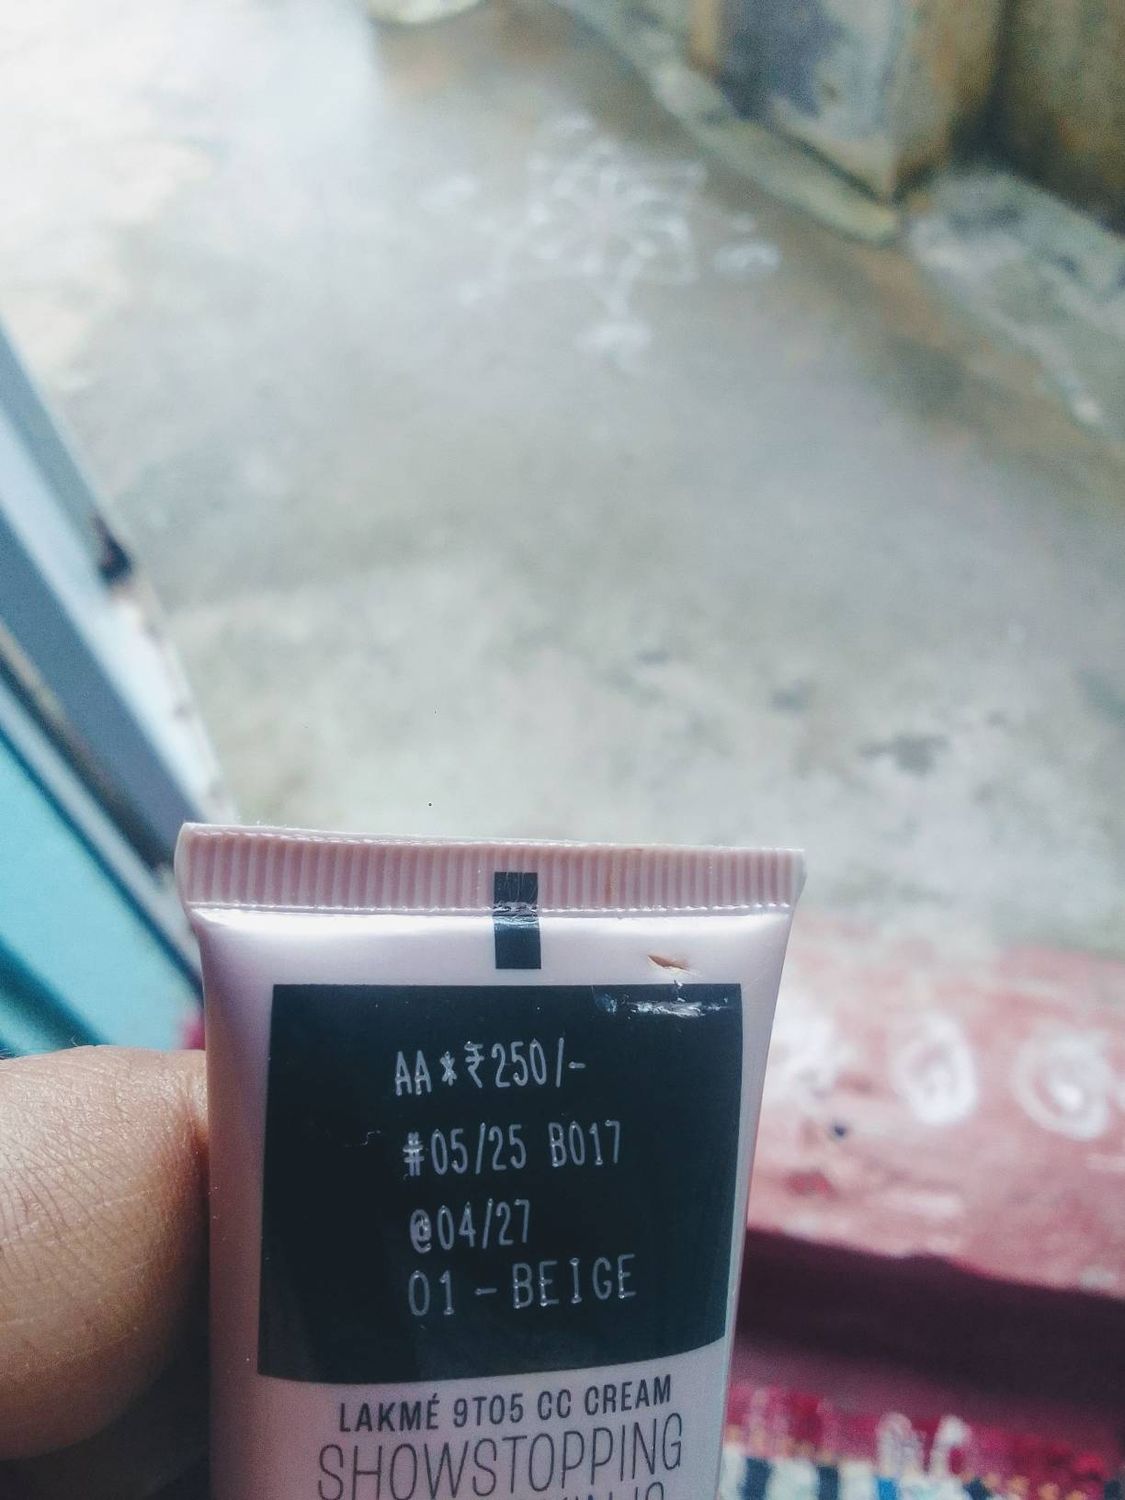 AA*₹250/-
#05/25 B017
@04/27
01-BEIGE
LAKMÉ 9TO5 CC CREAM
SHOWSTOPPING